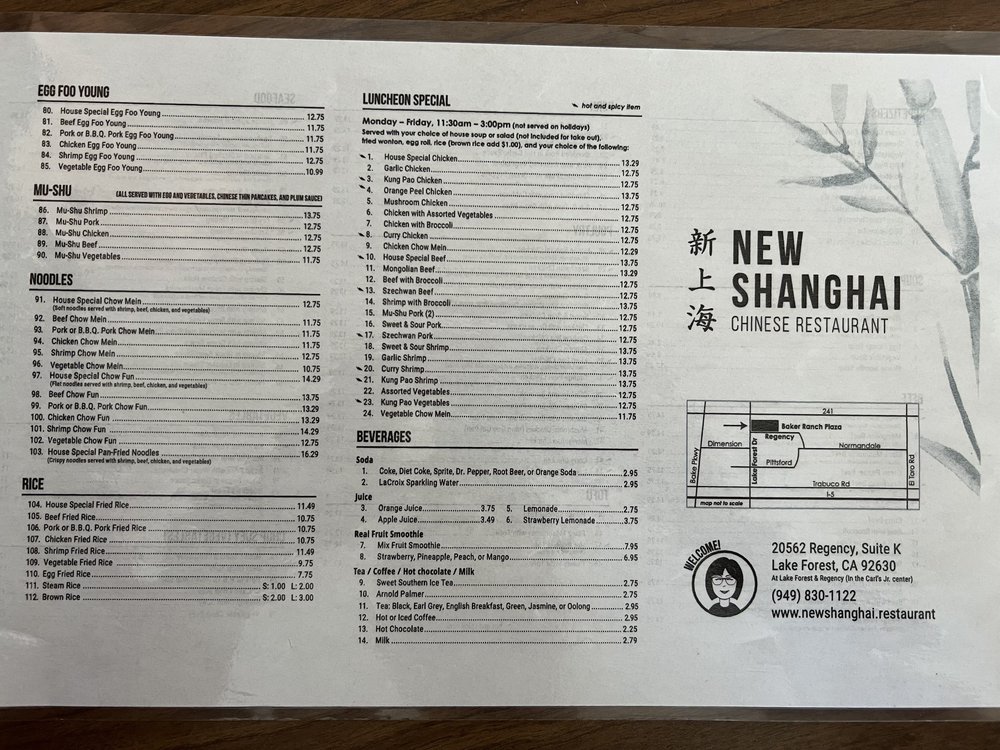 EGG FOO YOUNG
80. House Special Egg Foo Young 12.75
81. Beef Egg Foo Young 11.75
82. Pork or B.B.Q. Pork Egg Foo Young 11.75
83. Chicken Egg Foo Young 11.75
84. Shrimp Egg Foo Young 12.75
85. Vegetable Egg Foo Young 10.99
MU-SHU (ALL SERVED WITH EGG AND VEGETABLES, CHINESE THIN PANCAKES, AND PLUM SAUCE)
86. Mu-Shu Shrimp 13.75
87. Mu-Shu Pork 12.75
88. Mu-Shu Chicken 12.75
89. Mu-Shu Beef 12.75
90. Mu-Shu Vegetables 11.75
NOODLES
91. House Special Chow Mein 12.75
(Soft noodles served with shrimp, beef, chicken, and vegetables)
92. Beef Chow Mein 11.75
93. Pork or B.B.Q. Pork Chow Mein 11.75
94. Chicken Chow Mein 11.75
95. Shrimp Chow Mein 12.75
96. Vegetable Chow Mein 10.75
97. House Special Chow Fun 14.29
(Flat noodles served with shrimp, beef, chicken, and vegetables)
98. Beef Chow Fun 13.75
99. Pork or B.B.Q. Pork Chow Fun 13.29
100. Chicken Chow Fun 13.29
101. Shrimp Chow Fun 14.29
102. Vegetable Chow Fun 12.75
103. House Special Pan-Fried Noodles 16.29
(Crispy noodles served with shrimp, beef, chicken, and vegetables)
RICE
104. House Special Fried Rice 11.49
105. Beef Fried Rice 10.75
106. Pork or B.B.Q. Pork Fried Rice 10.75
107. Chicken Fried Rice 10.75
108. Shrimp Fried Rice 11.49
109. Vegetable Fried Rice 9.75
110. Egg Fried Rice 7.75
111. Steam Rice S: 1.00 L: 2.00
112. Brown Rice S: 2.00 L: 3.00
LUNCHEON SPECIAL
hot and spicy item
Monday – Friday, 11:30am – 3:00pm (not served on holidays)
Served with your choice of house soup or salad (not included for take out),
fried wonton, egg roll, rice (brown rice add $1.00), and your choice of the following:
1. House Special Chicken 13.29
2. Garlic Chicken 12.75
3. Kung Pao Chicken 12.75
4. Orange Peel Chicken 12.75
5. Mushroom Chicken 12.75
6. Chicken with Assorted Vegetables 12.75
7. Chicken with Broccoli 12.75
8. Curry Chicken 12.75
9. Chicken Chow Mein 12.29
10. House Special Beef 13.75
11. Mongolian Beef 13.29
12. Beef with Broccoli 12.75
13. Szechwan Beef 12.75
14. Shrimp with Broccoli 13.75
15. Mu-Shu Pork (2) 12.75
16. Sweet & Sour Pork 12.75
17. Szechwan Pork 12.75
18. Sweet & Sour Shrimp 13.75
19. Garlic Shrimp 13.75
20. Curry Shrimp 13.75
21. Kung Pao Shrimp 13.75
22. Assorted Vegetables 12.75
23. Kung Pao Vegetables 12.75
24. Vegetable Chow Mein 11.75
BEVERAGES
Soda
1. Coke, Diet Coke, Sprite, Dr. Pepper, Root Beer, or Orange Soda 2.95
2. LaCroix Sparkling Water 2.95
Juice
3. Orange Juice 3.75 5. Lemonade 2.75
4. Apple Juice 3.49 6. Strawberry Lemonade 3.75
Real Fruit Smoothie
7. Mix Fruit Smoothie 7.95
8. Strawberry, Pineapple, Peach, or Mango 6.95
Tea / Coffee / Hot chocolate / Milk
9. Sweet Southern Ice Tea 2.75
10. Arnold Palmer 2.75
11. Tea: Black, Earl Grey, English Breakfast, Green, Jasmine, or Oolong 2.95
12. Hot or Iced Coffee 2.95
13. Hot Chocolate 2.25
14. Milk 2.79
新上海
NEW
SHANGHAI
CHINESE RESTAURANT
241
Baker Ranch Plaza
Regency
Dimension
Normandale
Pittsford
Bake Pkwy
Lake Forest Dr
El Toro Rd
Trabuco Rd
I-5
map not to scale
WELCOME!
20562 Regency, Suite K
Lake Forest, CA 92630
At Lake Forest & Regency (In the Carl's Jr. center)
(949) 830-1122
www.newshanghai.restaurant